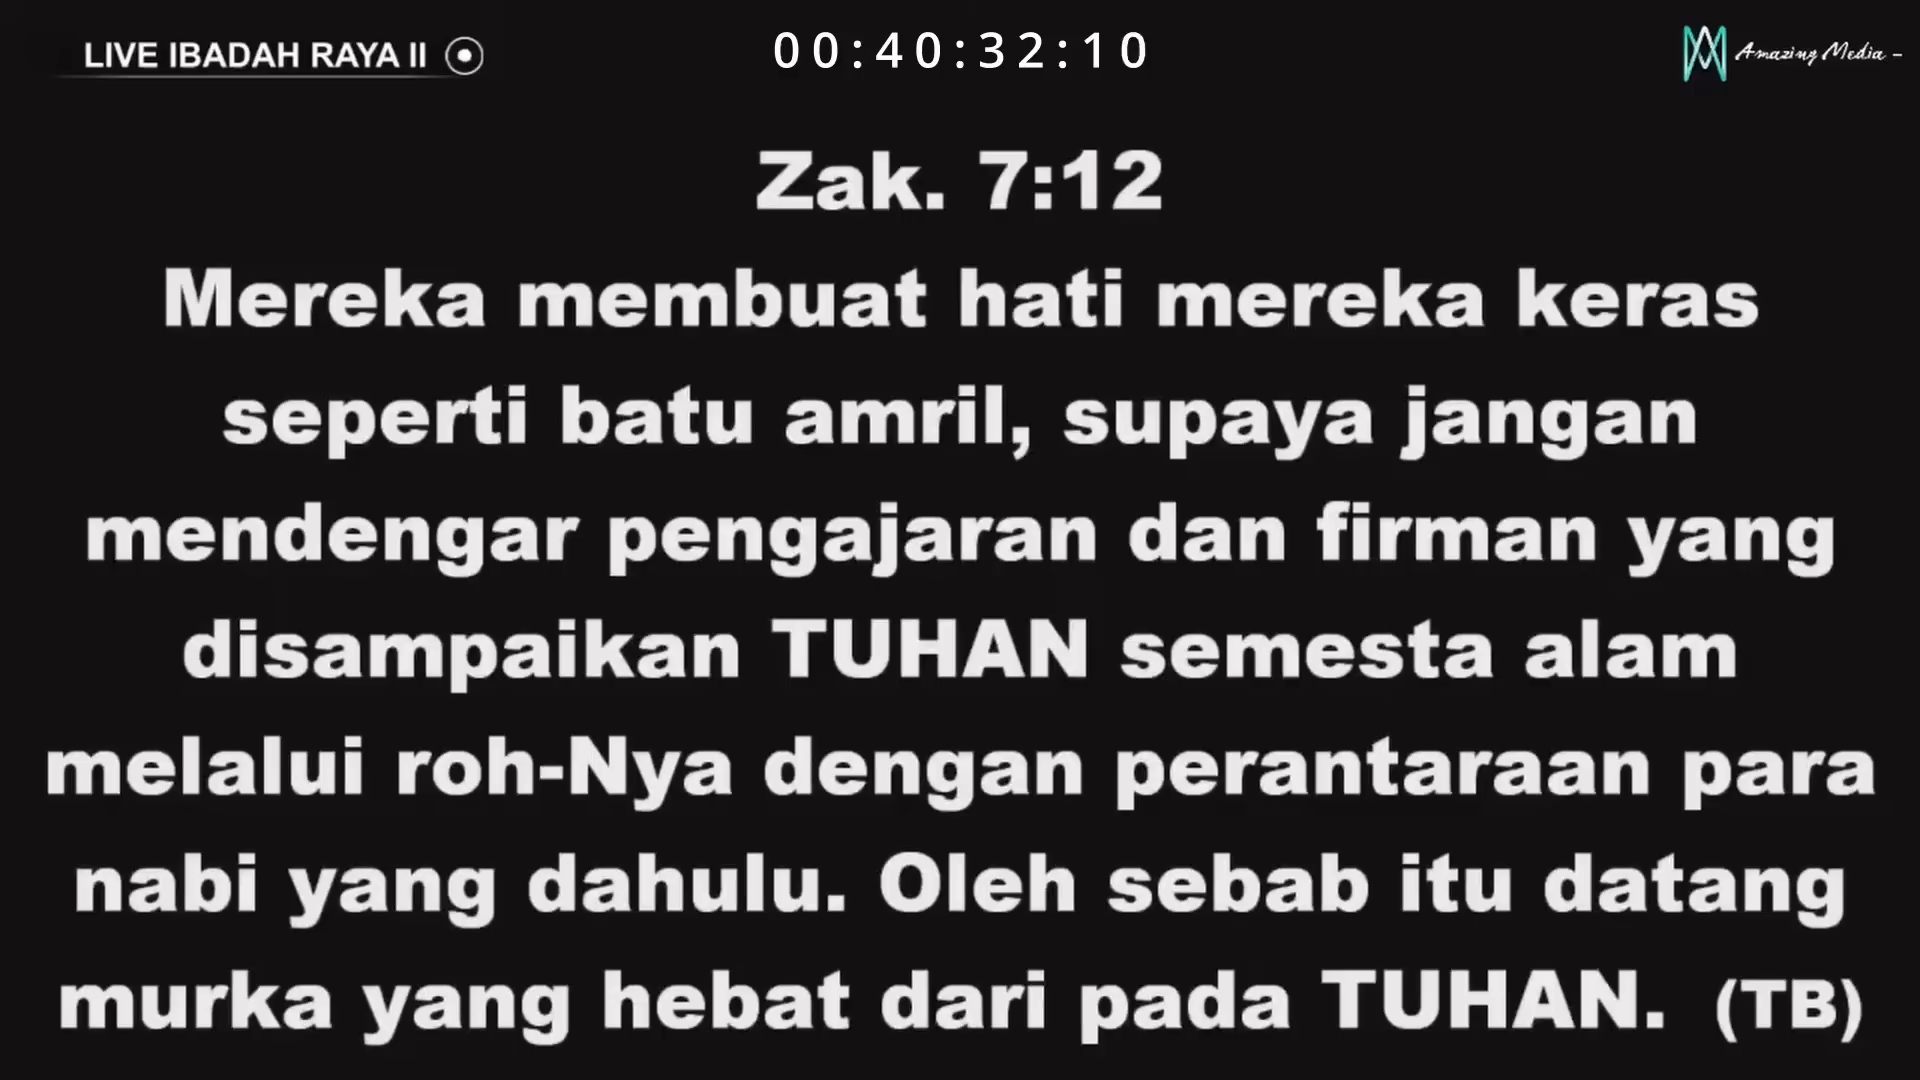 LIVE IBADAH RAYA II
00:40:32:10
Amazing Media -
Zak. 7:12
Mereka membuat hati mereka keras
seperti batu amril, supaya jangan
mendengar pengajaran dan firman yang
disampaikan TUHAN semesta alam
melalui roh-Nya dengan perantaraan para
nabi yang dahulu. Oleh sebab itu datang
murka yang hebat dari pada TUHAN. (TB)